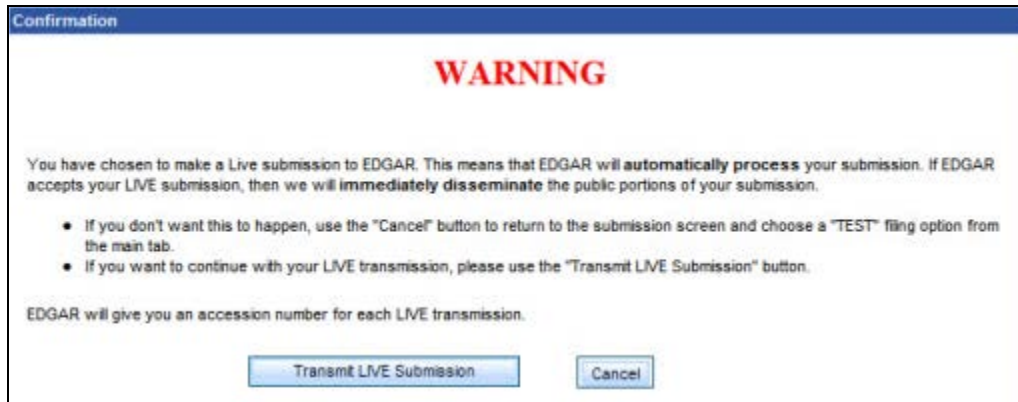 Confirmation
WARNING
You have chosen to make a Live submission to EDGAR. This means that EDGAR will automatically process your submission. If EDGAR
accepts your LIVE submission, then we will immediately disseminate the public portions of your submission.
• If you don't want this to happen, use the "Cancel" button to return to the submission screen and choose a "TEST" filing option from
the main tab.
• If you want to continue with your LIVE transmission, please use the "Transmit LIVE Submission" button.
EDGAR will give you an accession number for each LIVE transmission.
Transmit LIVE Submission Cancel